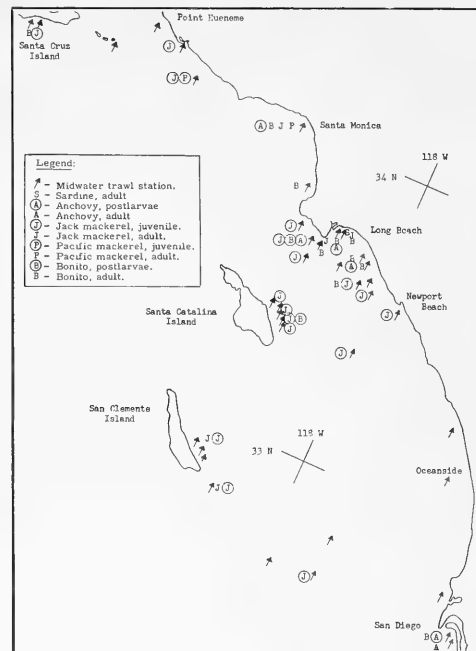 Point Hueneme
B Ⓙ
Santa Cruz
Island
Ⓙ
Ⓙ Ⓟ
Ⓐ B J P
Santa Monica
118 W
34 N
Legend:
- Midwater trawl station.
S - Sardine, adult
Ⓐ - Anchovy, postlarvae
A - Anchovy, adult
Ⓙ - Jack mackerel, juvenile.
J - Jack mackerel, adult.
Ⓟ - Pacific mackerel, juvenile.
P - Pacific mackerel, adult.
Ⓑ - Bonito, postlarvae.
B - Bonito, adult.
B
Long Beach
Ⓙ
Ⓙ Ⓑ Ⓐ
Ⓙ
B
B
Ⓐ
B
Ⓐ B
B Ⓙ
Ⓙ
Newport
Beach
Ⓙ
Santa Catalina
Island
Ⓙ
Ⓙ
Ⓙ Ⓑ
Ⓙ
Ⓙ
San Clemente
Island
118 W
33 N
J Ⓙ
J Ⓙ
Oceanside
Ⓙ
San Diego
B Ⓐ
A